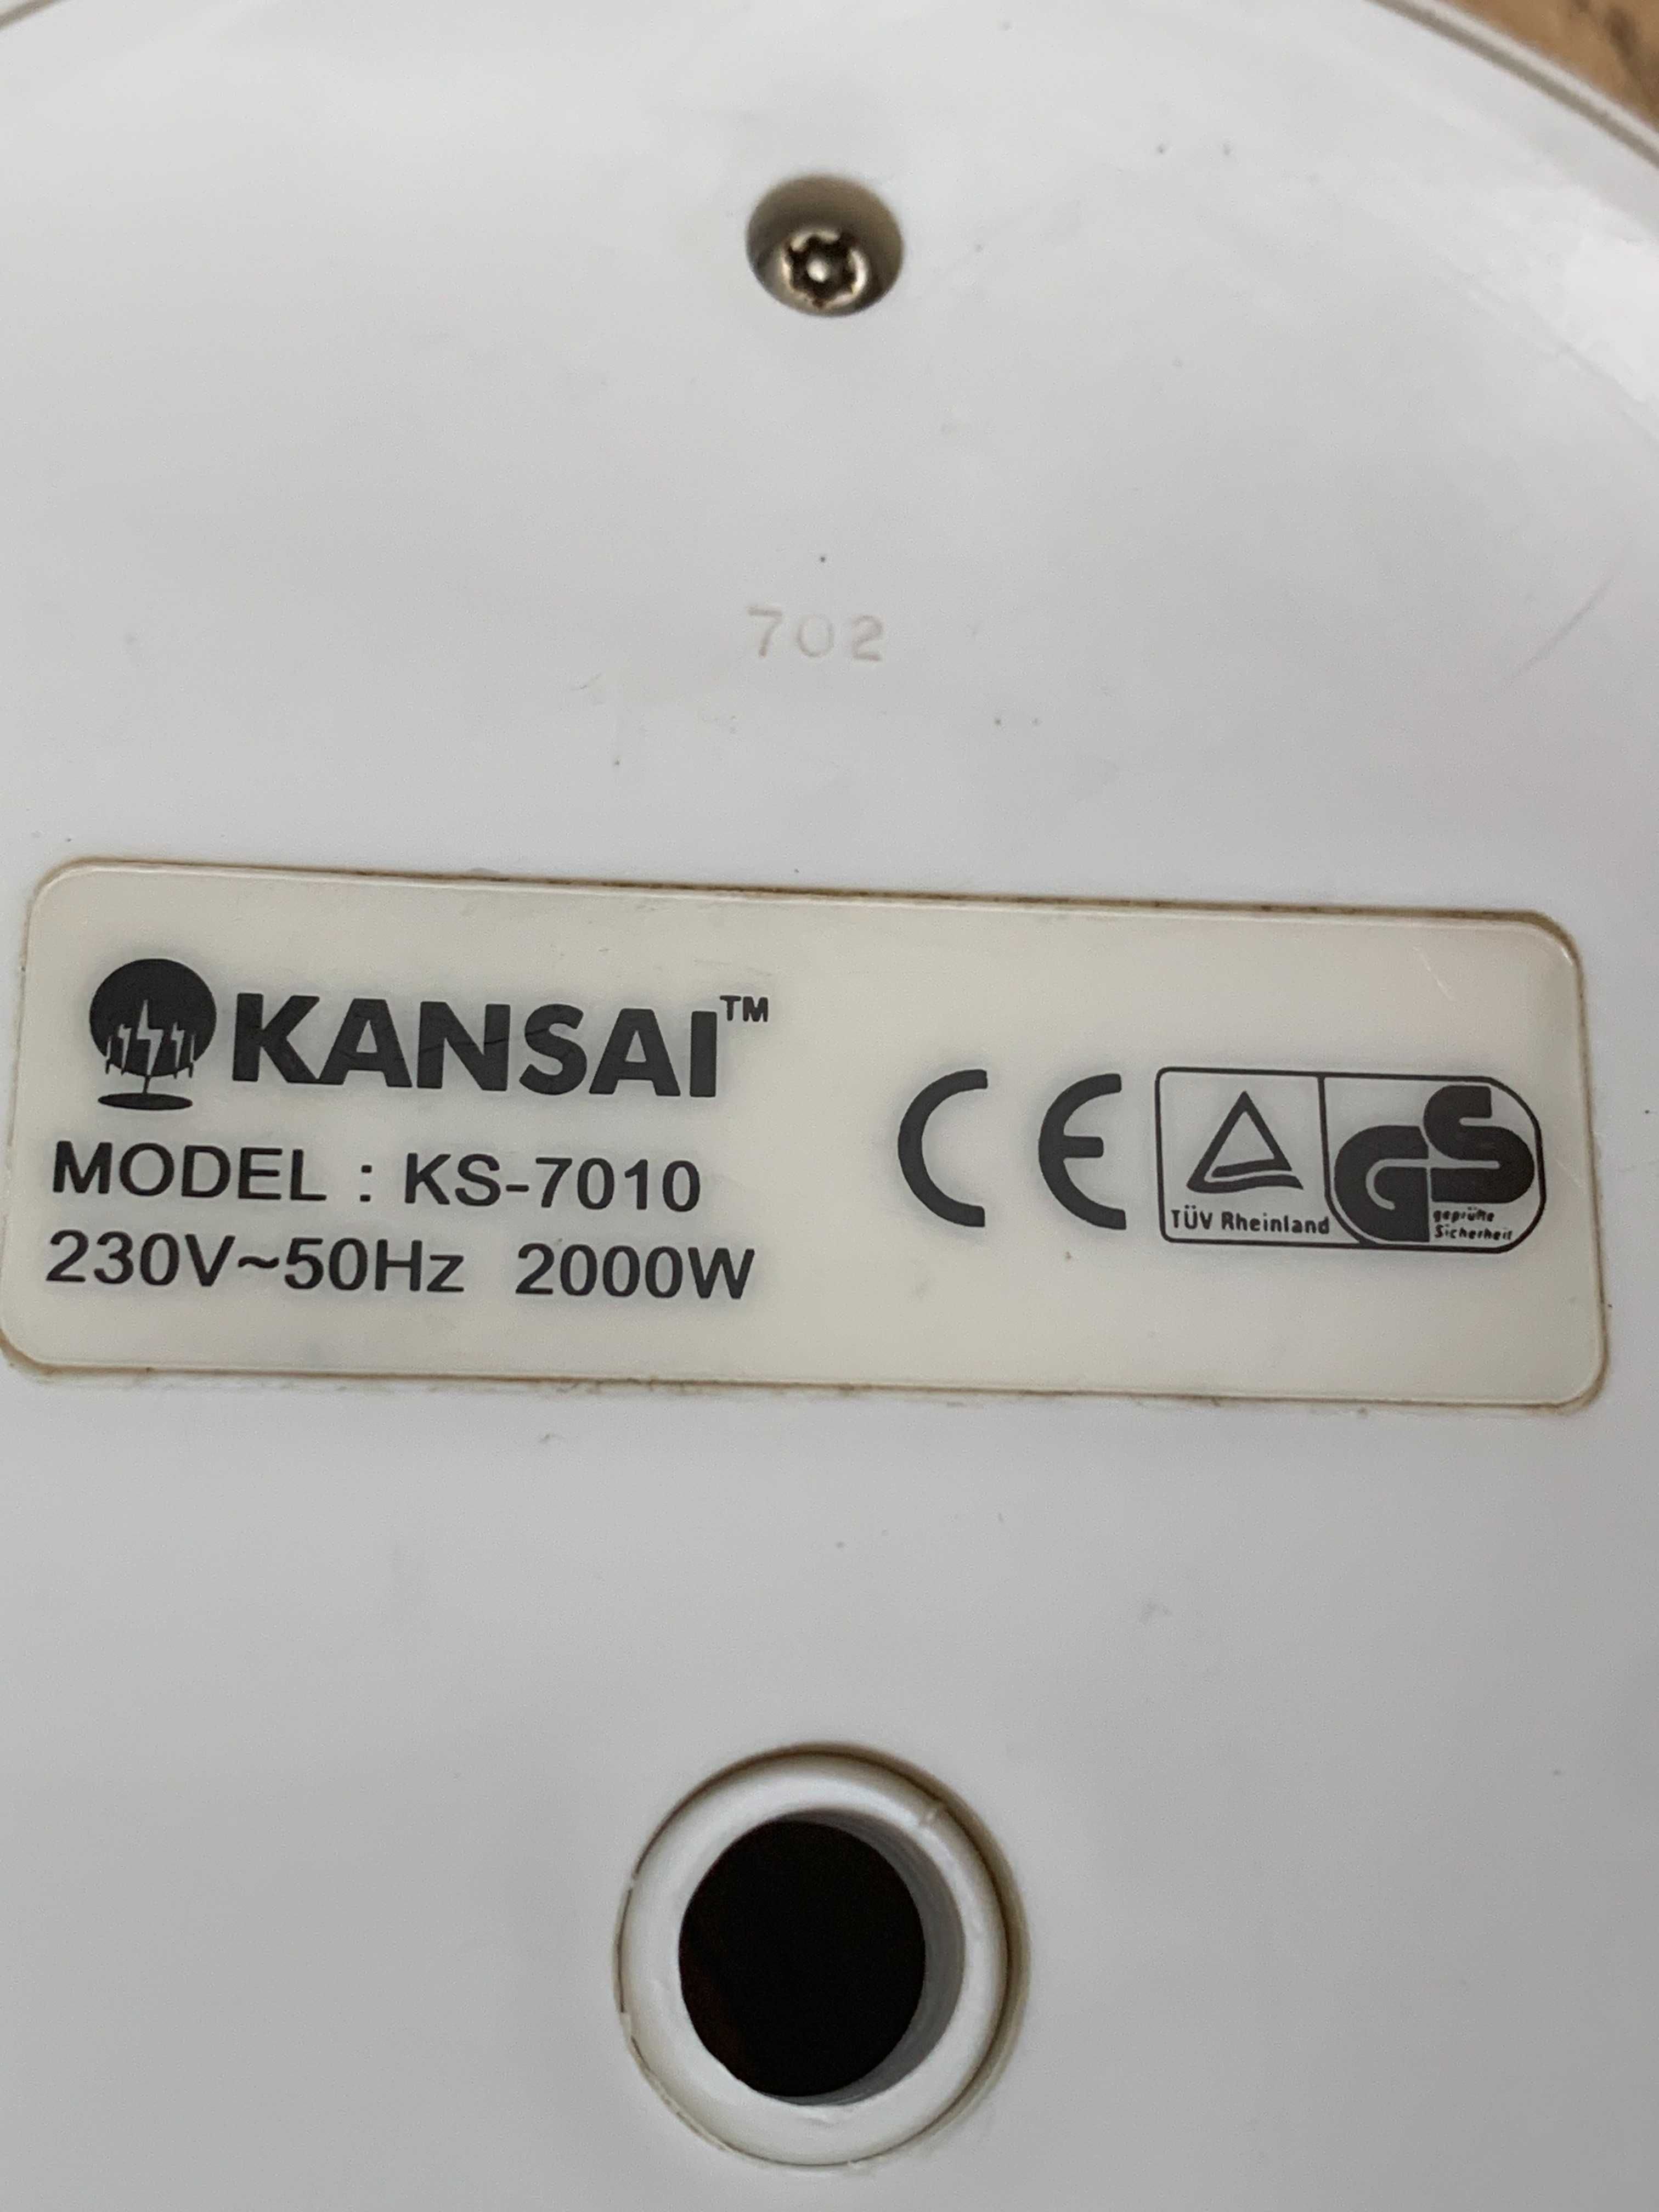 702
KANSAI™
MODEL : KS-7010
230V~50Hz 2000W
CE
TÜV Rheinland
GS
geprüfte
Sicherheit